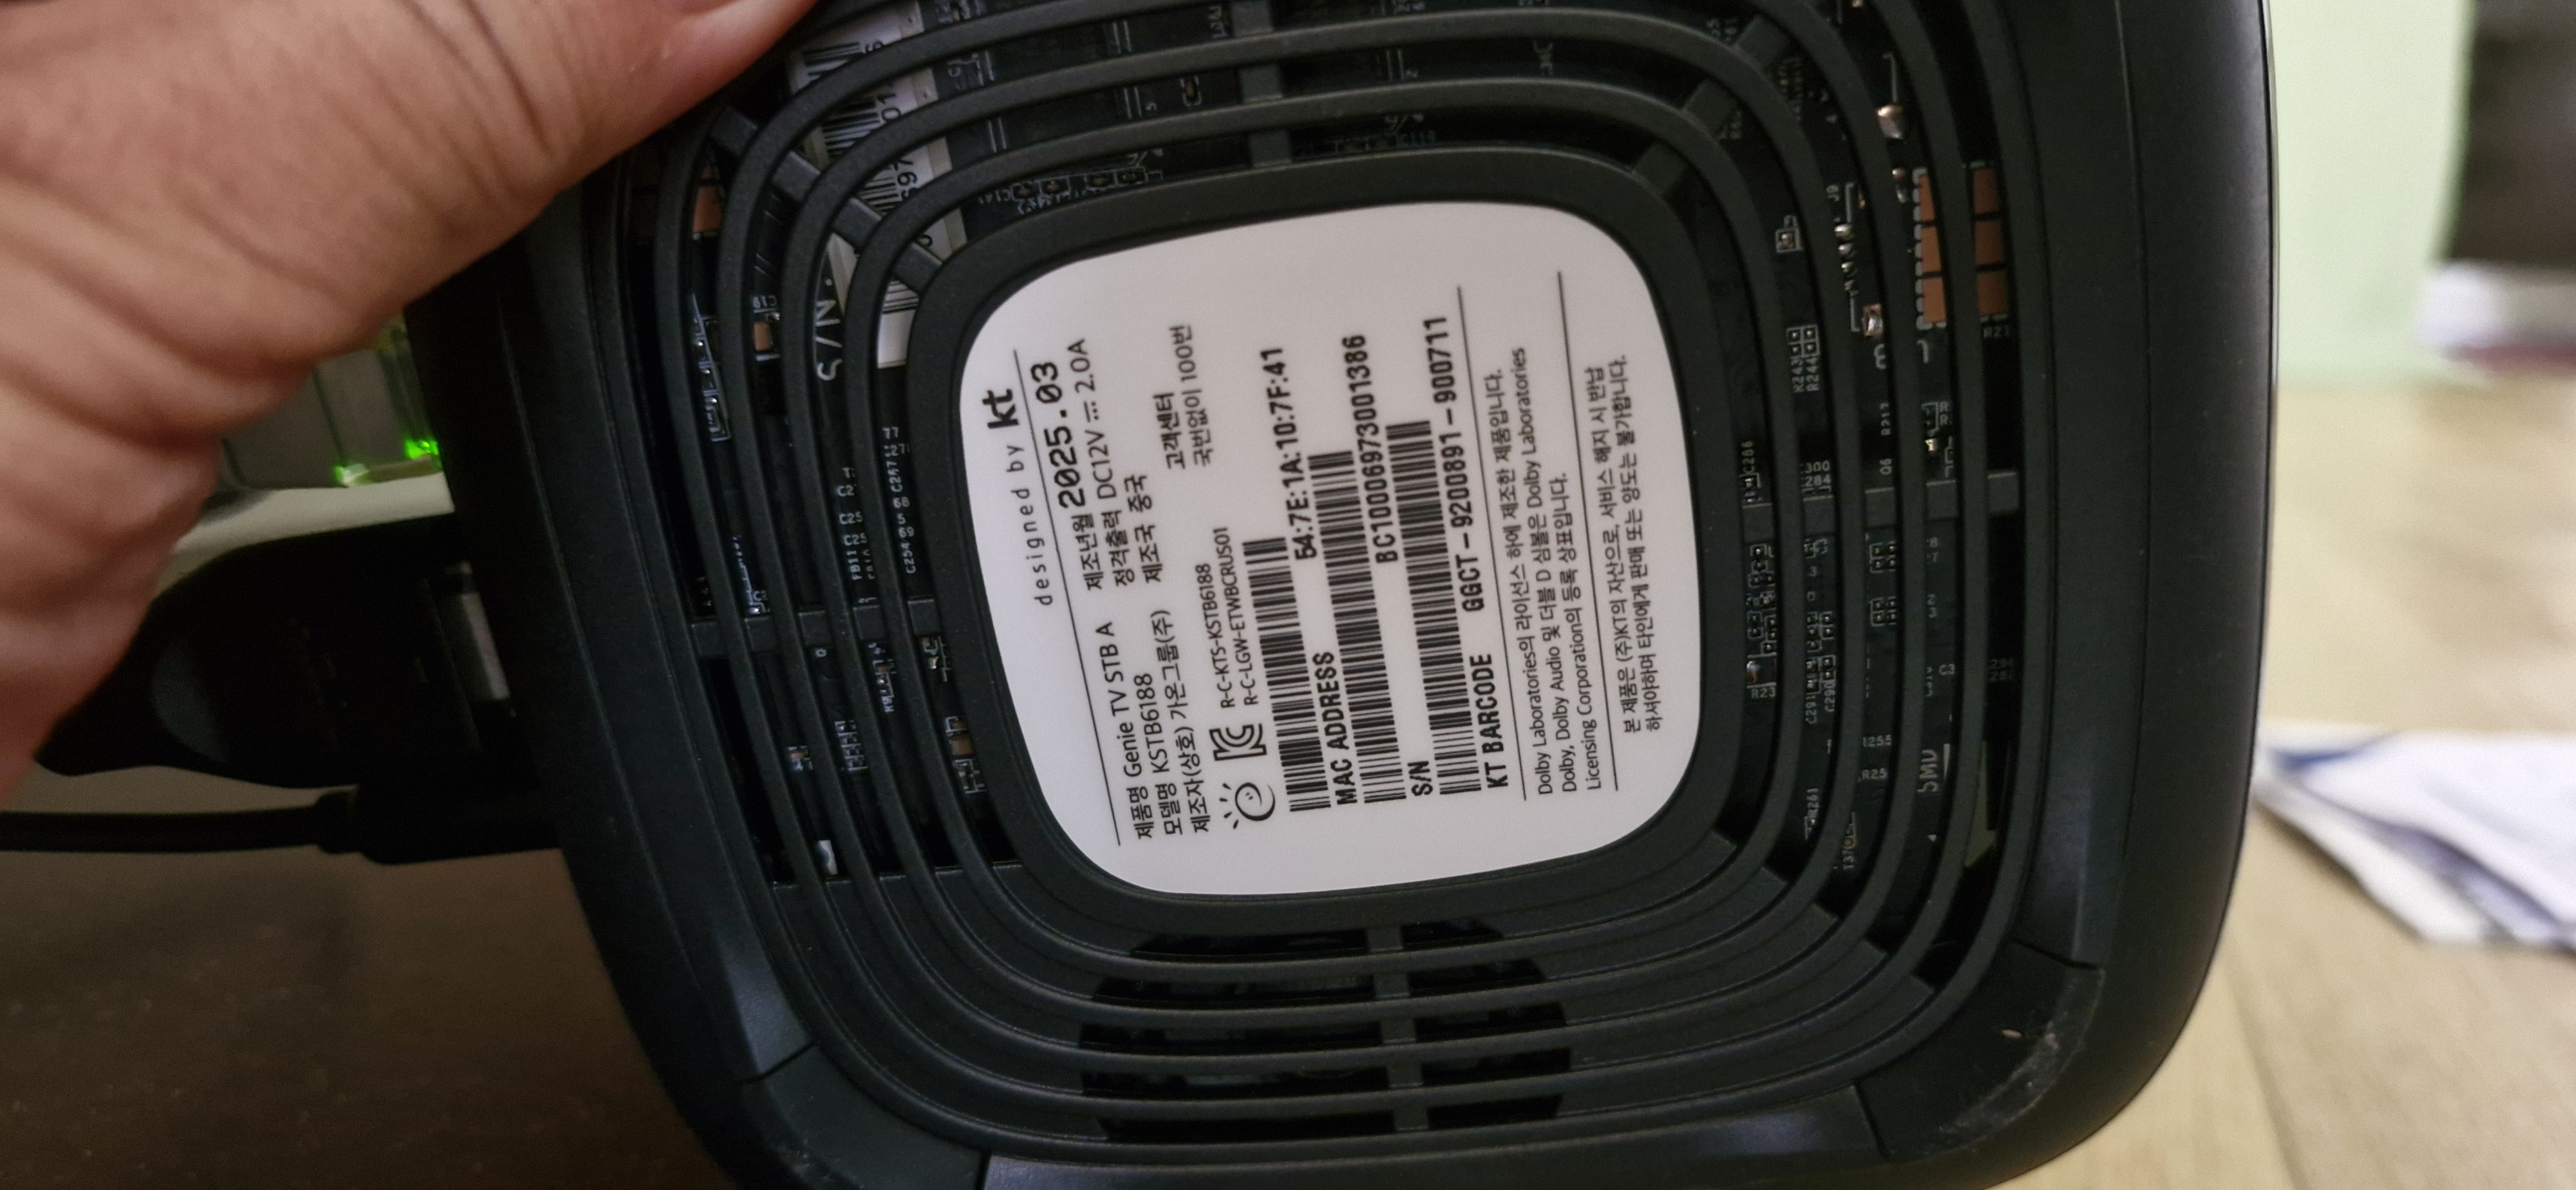 designed by kt
제품명 Genie TV STB A 제조년월 2025.03
모델명 KSTB6188 정격출력 DC12V ⎓ 2.0A
제조자(상호) 가온그룹(주) 제조국 중국
R-C-KTS-KSTB6188 고객센터
R-C-LGW-ETWBCRUS01 국번없이 100번
MAC ADDRESS 54:7E:1A:10:7F:41
S/N BC10006973001386
KT BARCODE GGCT-9200891-900711
Dolby Laboratories의 라이선스 하에 제조한 제품입니다.
Dolby, Dolby Audio 및 더블 D 심볼은 Dolby Laboratories
Licensing Corporation의 등록 상표입니다.
본 제품은 (주)KT의 자산으로, 서비스 해지 시 반납
하셔야하며 타인에게 판매 또는 양도는 불가합니다.
S/N.
SMD